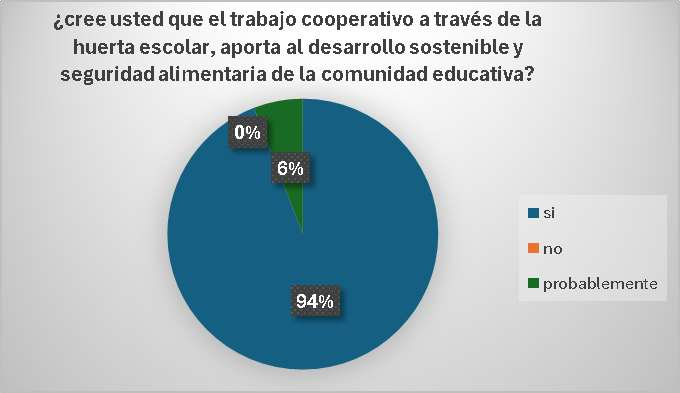 ¿cree usted que el trabajo cooperativo a través de la
huerta escolar, aporta al desarrollo sostenible y
seguridad alimentaria de la comunidad educativa?
0%
6%
94%
si
no
probablemente